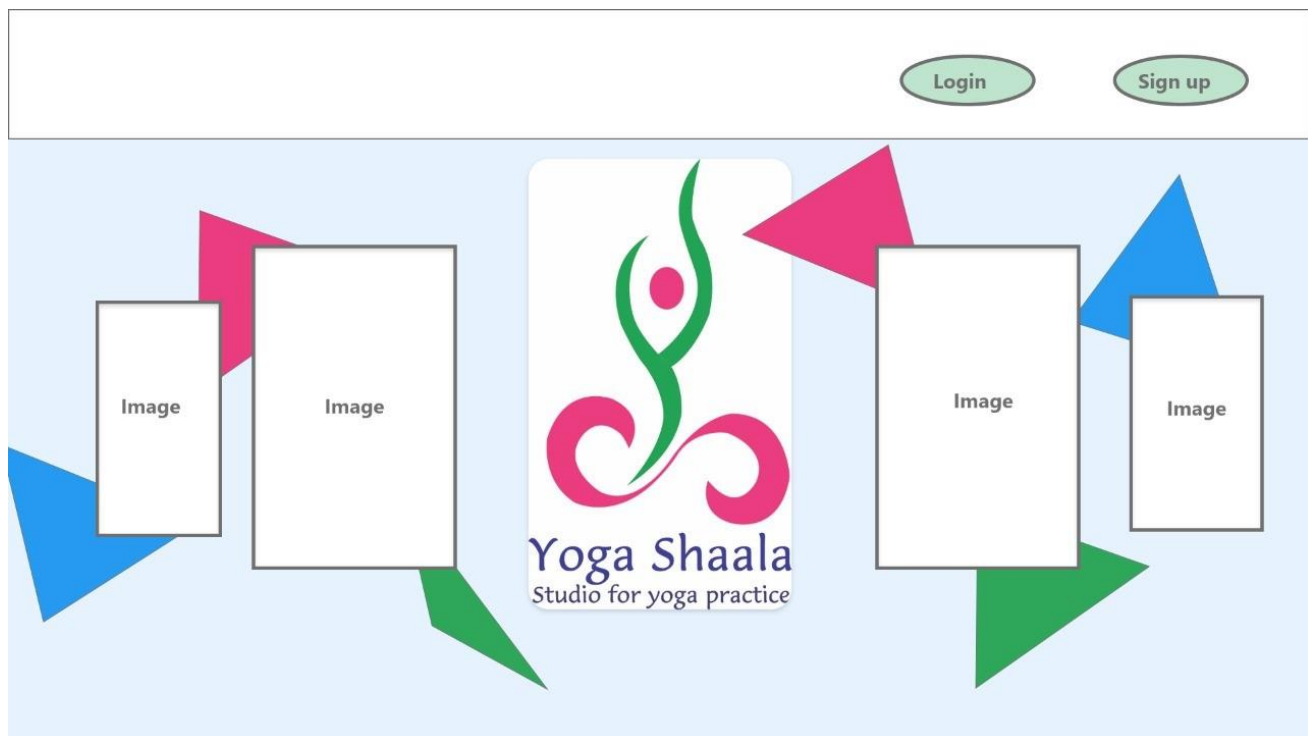 Login
Sign up
Image
Image
Image
Image
Yoga Shaala
Studio for yoga practice